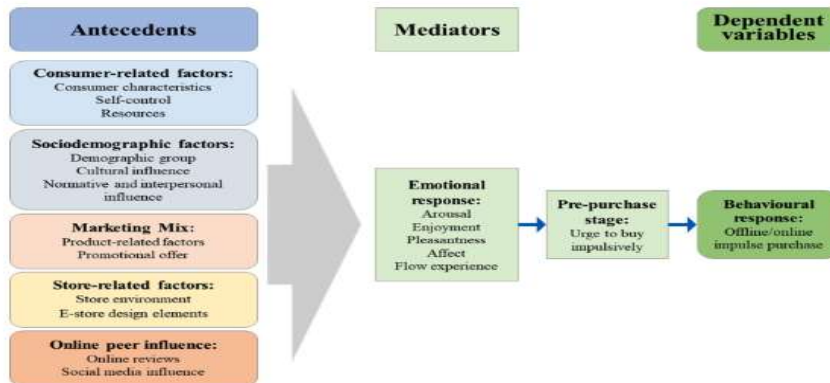 Antecedents
Consumer-related factors:
Consumer characteristics
Self-control
Resources
Sociodemographic factors:
Demographic group
Cultural influence
Normative and interpersonal
influence
Marketing Mix:
Product-related factors
Promotional offer
Store-related factors:
Store environment
E-store design elements
Online peer influence:
Online reviews
Social media influence
Mediators
Emotional
response:
Arousal
Enjoyment
Pleasantness
Affect
Flow experience
Pre-purchase
stage:
Urge to buy
impulsively
Dependent
variables
Behavioural
response:
Offline/online
impulse purchase